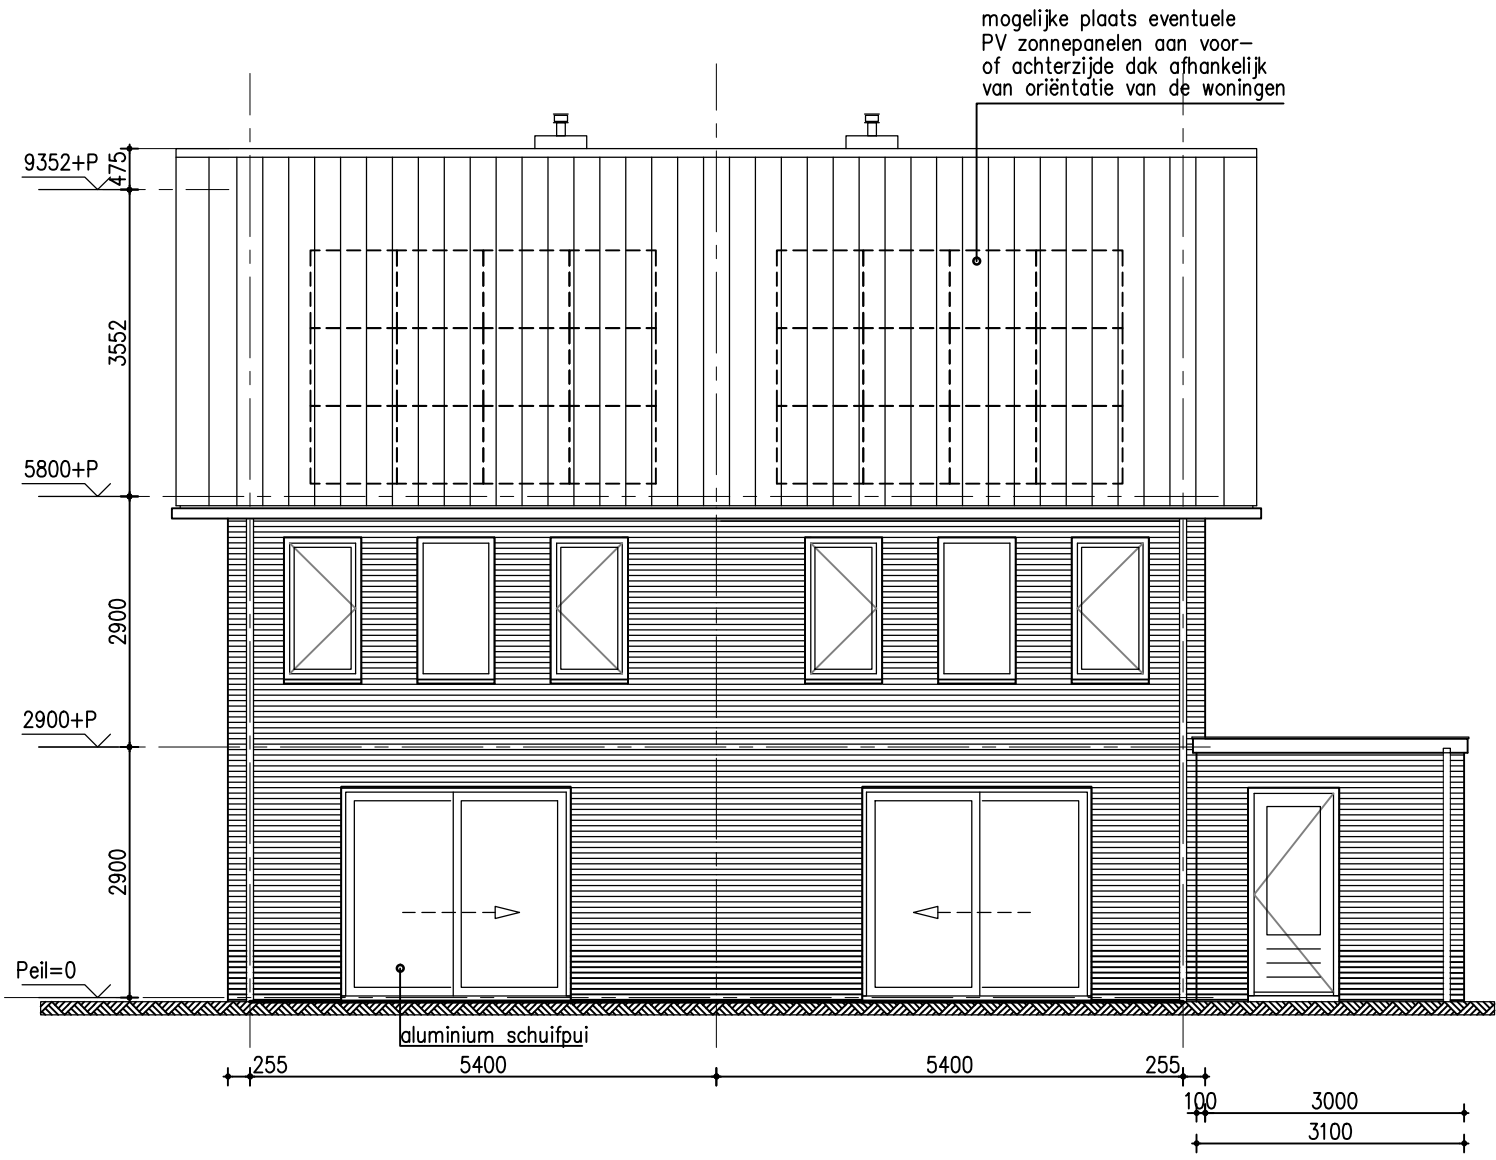 mogelijke plaats eventuele
PV zonnepanelen aan voor-
of achterzijde dak afhankelijk
van oriëntatie van de woningen
9352+P
475
3552
5800+P
2900
2900+P
2900
Peil=0
aluminium schuifpui
255
5400
5400
255
100
3000
3100